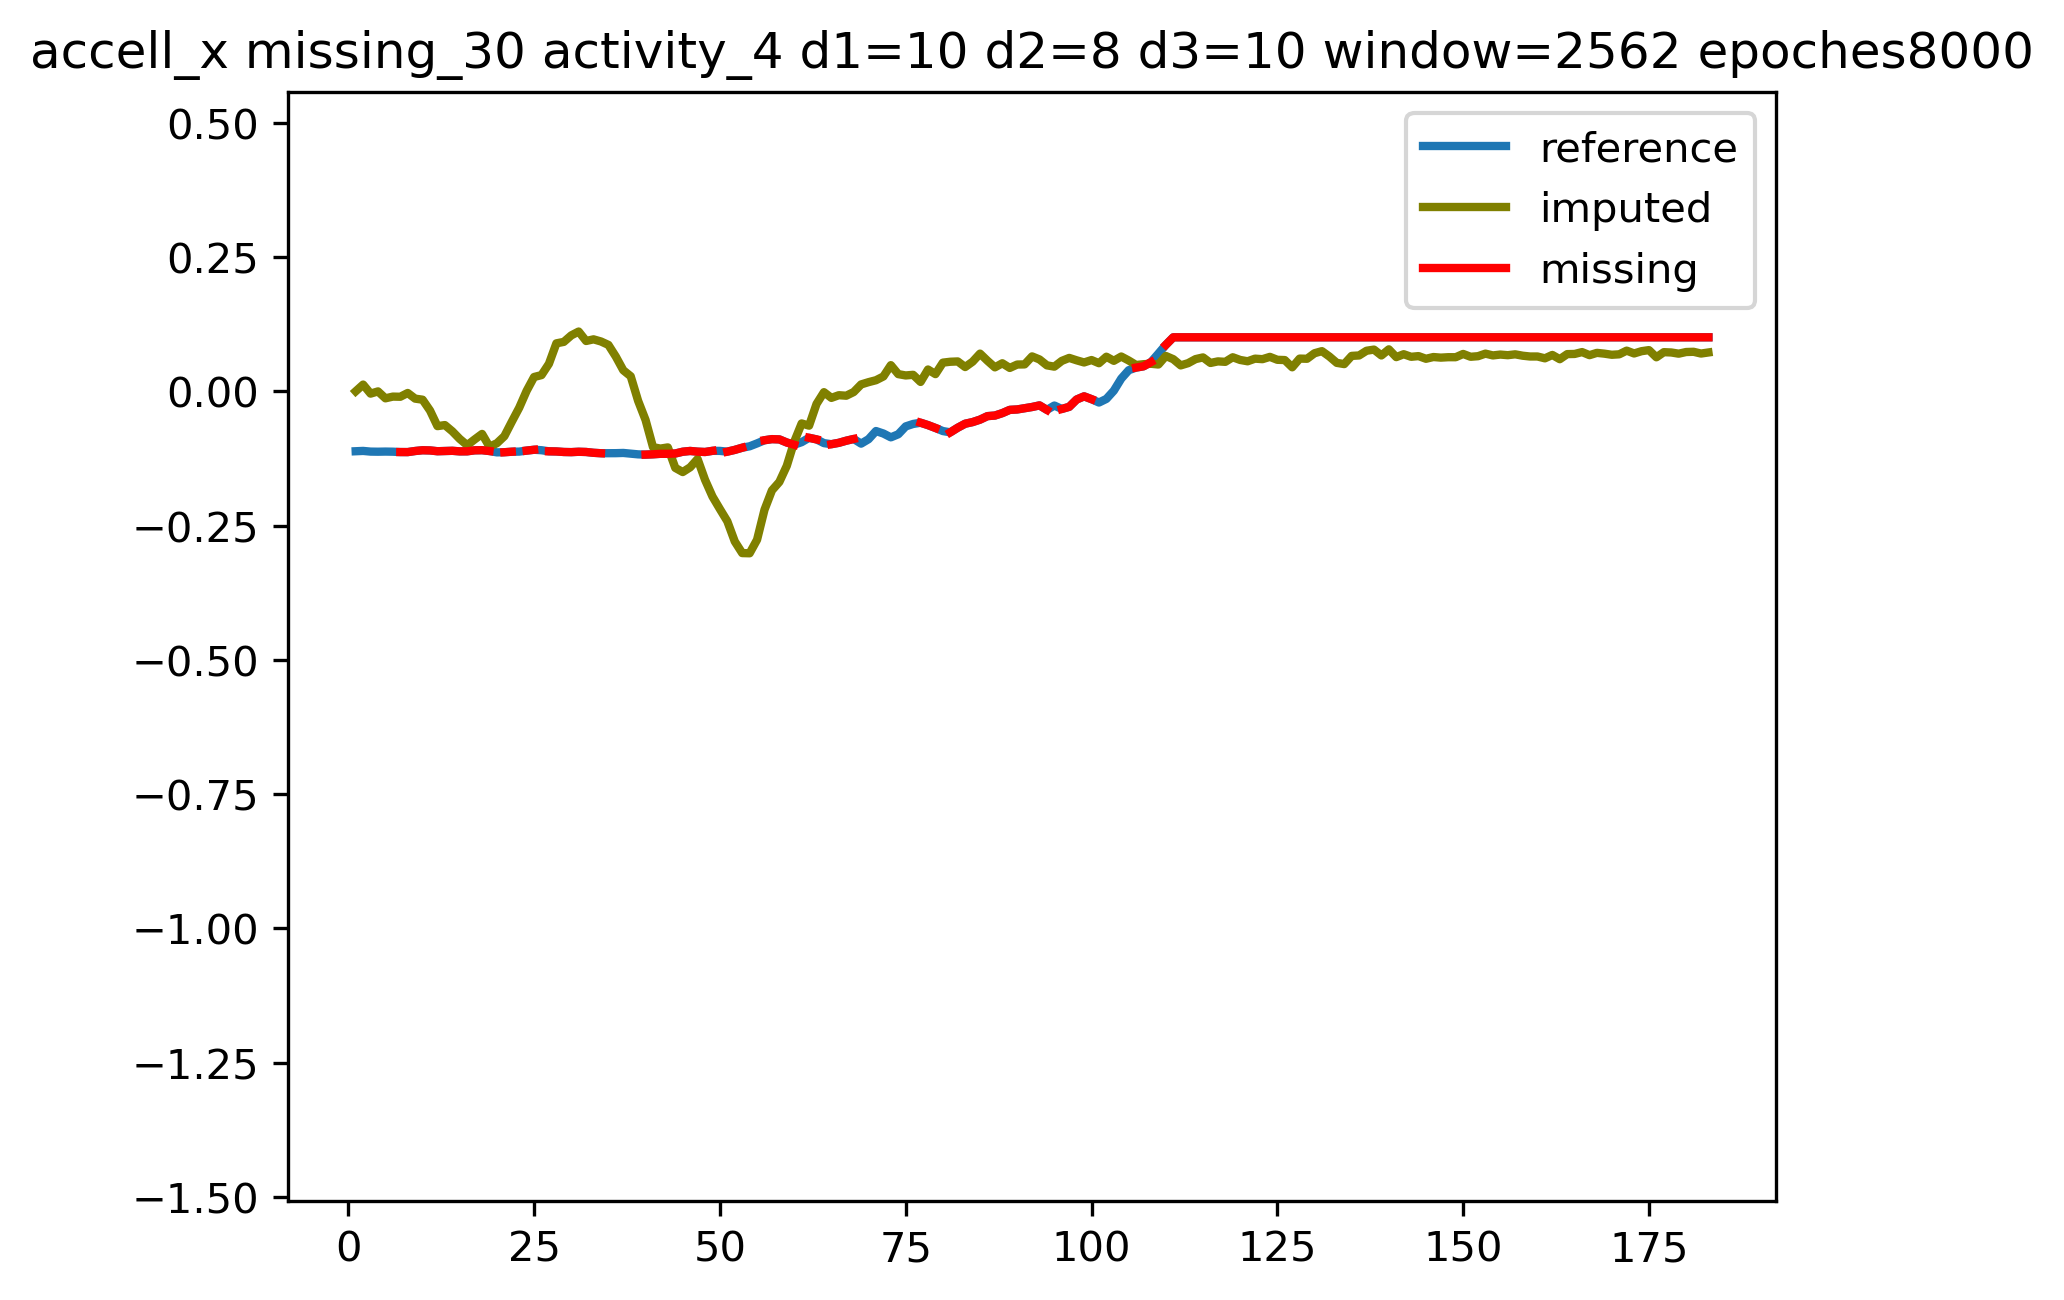 accell_x missing_30 activity_4 d1=10 d2=8 d3=10 window=2562 epoches8000
reference
imputed
missing
0.50
0.25
0.00
−0.25
−0.50
−0.75
−1.00
−1.25
−1.50
0 25 50 75 100 125 150 175